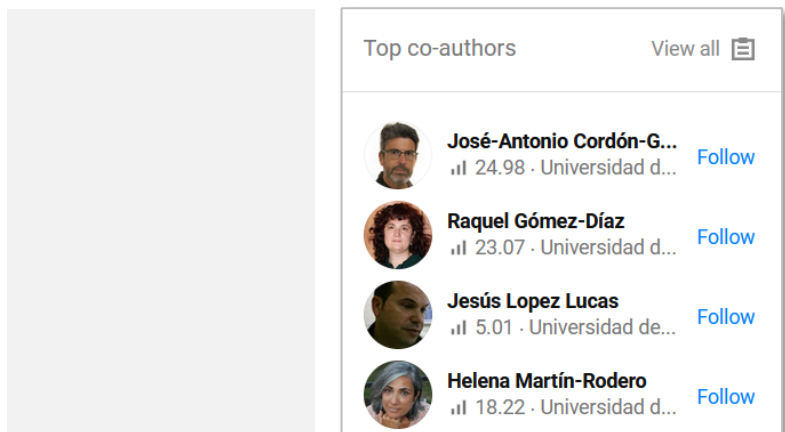 Top co-authors View all
José-Antonio Cordón-G...
24.98 · Universidad d...
Follow
Raquel Gómez-Díaz
23.07 · Universidad d...
Follow
Jesús Lopez Lucas
5.01 · Universidad de...
Follow
Helena Martín-Rodero
18.22 · Universidad d...
Follow